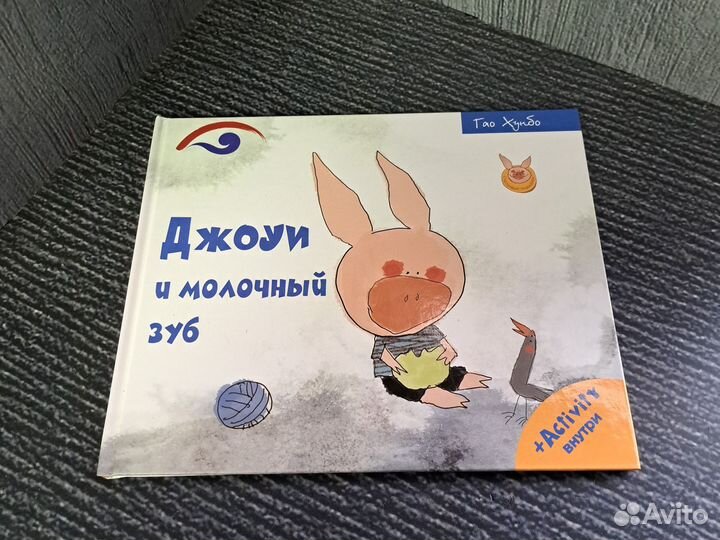 Гао Хунбо
Джоуи
и молочный
зуб
+Activity
внутри
Avito